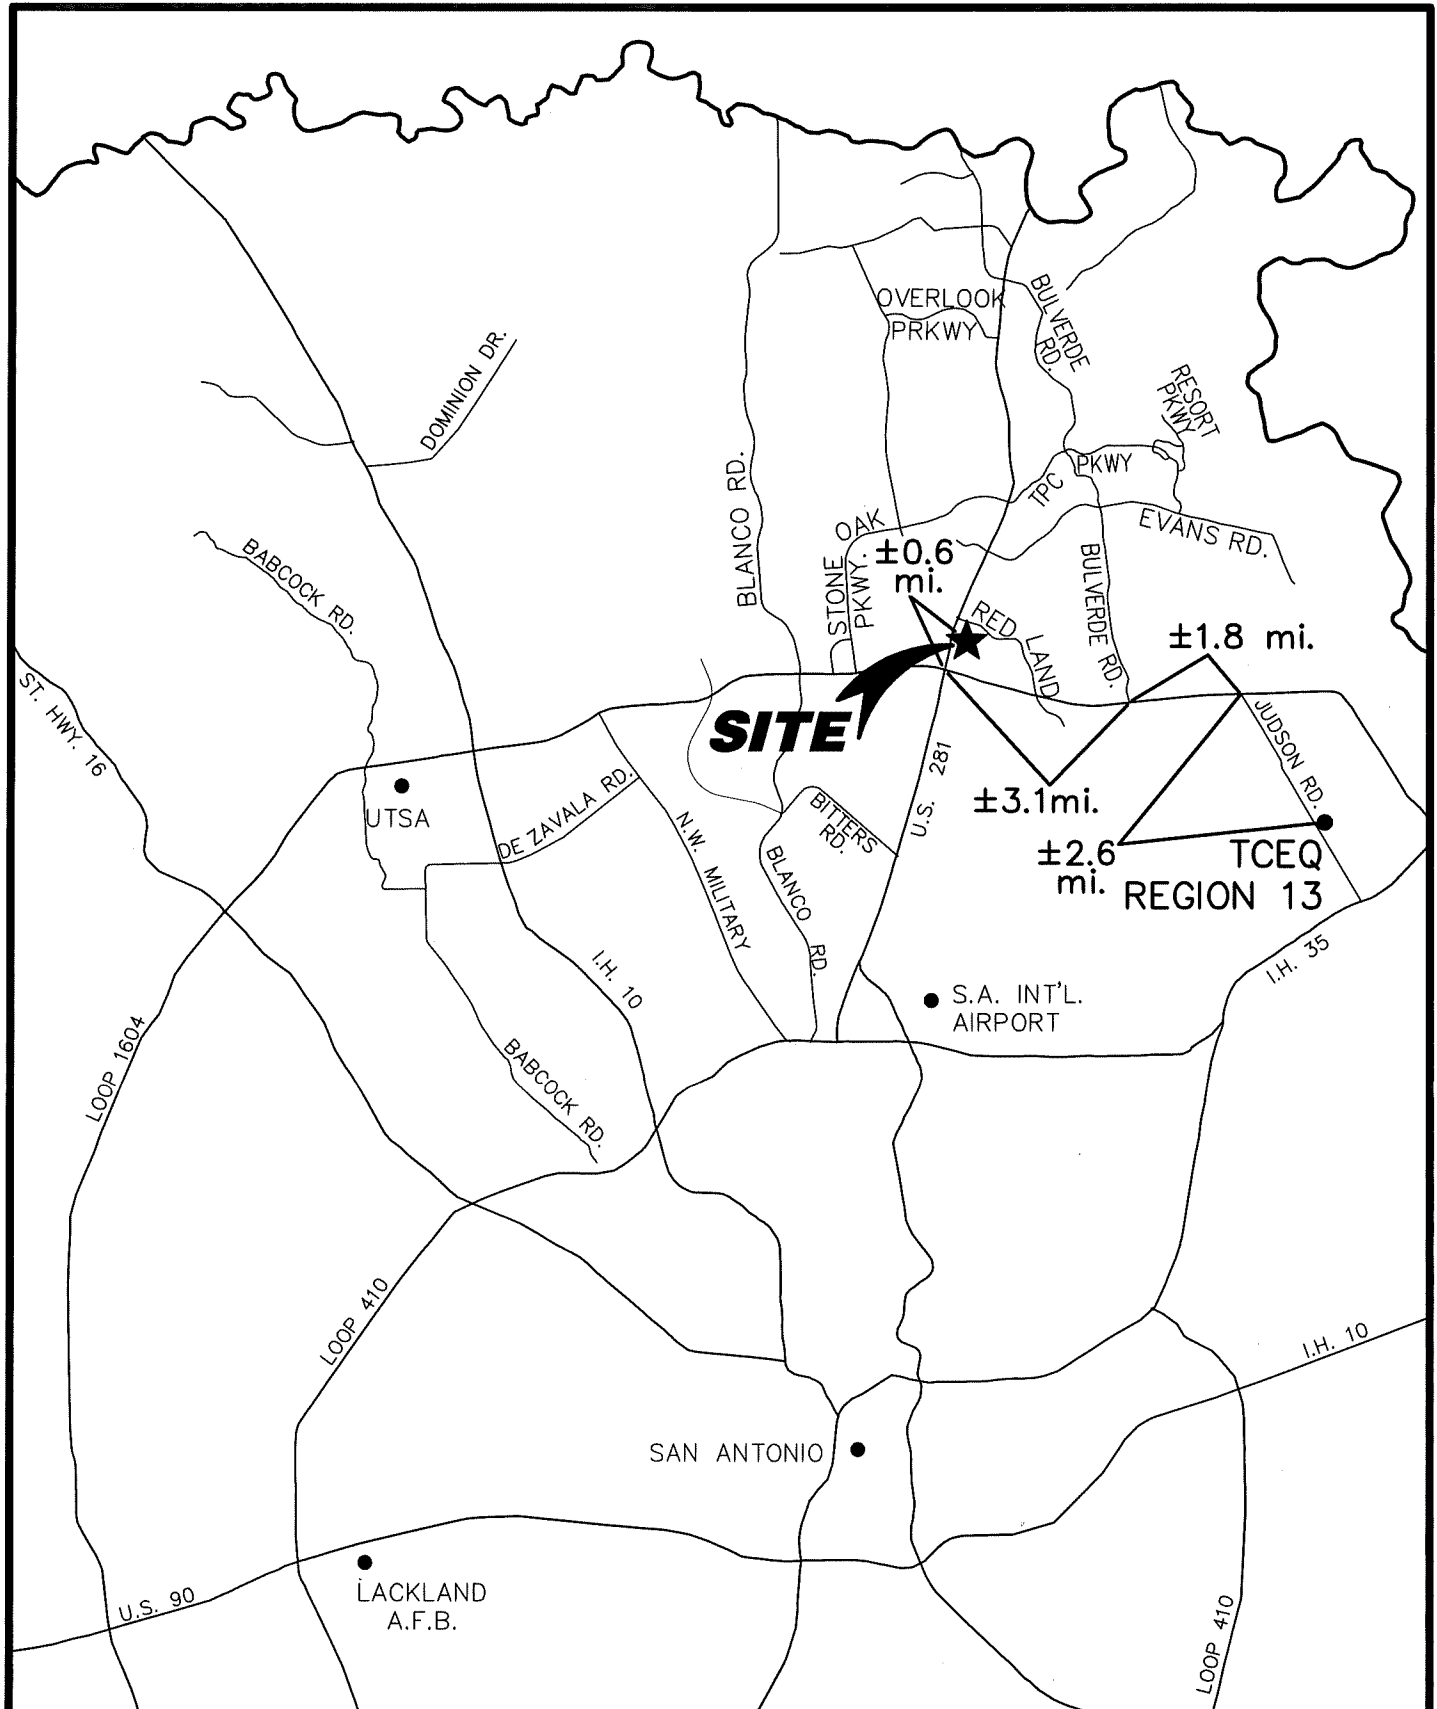 OVERLOOK
PRKWY
BULVERDE
RD.
DOMINION DR.
RESORT
PKWY
BLANCO RD.
TPC
PKWY
OAK
EVANS RD.
STONE
PKWY.
±0.6
mi.
BABCOCK RD.
BULVERDE RD.
RED
LAND
±1.8 mi.
ST. HWY. 16
SITE
JUDSON RD.
U.S. 281
±3.1mi.
UTSA
DE ZAVALA RD.
N.W. MILITARY
BITTERS
RD.
BLANCO RD.
±2.6
mi.
TCEQ
REGION 13
I.H. 10
I.H. 35
S.A. INT'L.
AIRPORT
LOOP 1604
BABCOCK RD.
LOOP 410
I.H. 10
SAN ANTONIO
LACKLAND
A.F.B.
U.S. 90
LOOP 410